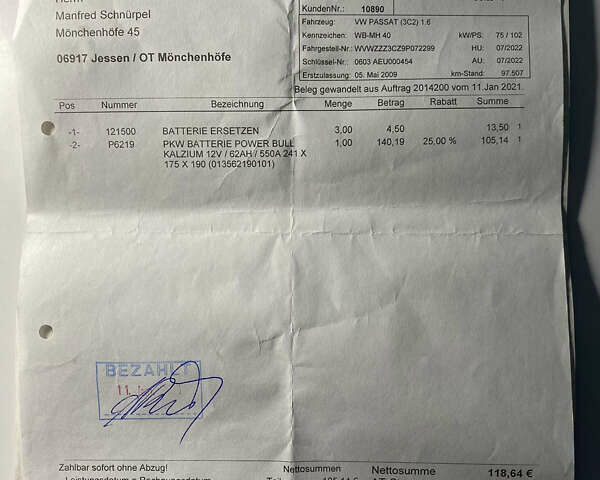 Herrn
Manfred Schnürpel
Mönchenhöfe 45
06917 Jessen / OT Mönchenhöfe
KundenNr.: 10890
Fahrzeug: VW PASSAT (3C2) 1.6
Kennzeichen: WB-MH 40 kW/PS: 75 / 102
Fahrgestell-Nr.: WVWZZZ3CZ9P072299 HU: 07/2022
Schlüssel-Nr.: 0603 AEU000454 AU: 07/2022
Erstzulassung: 05. Mai 2009 km-Stand: 97.507
Beleg gewandelt aus Auftrag 2014200 vom 11.Jan 2021.
Pos Nummer Bezeichnung Menge Betrag Rabatt Summe
-1- 121500 BATTERIE ERSETZEN 3,00 4,50 13,50 1
-2- P6219 PKW BATTERIE POWER BULL 1,00 140,19 25,00 % 105,14 1
KALZIUM 12V / 62AH / 550A 241 X
175 X 190 (013562190101)
BEZAHLT
11.
Zahlbar sofort ohne Abzug! Nettosummen Nettosumme 118,64 €